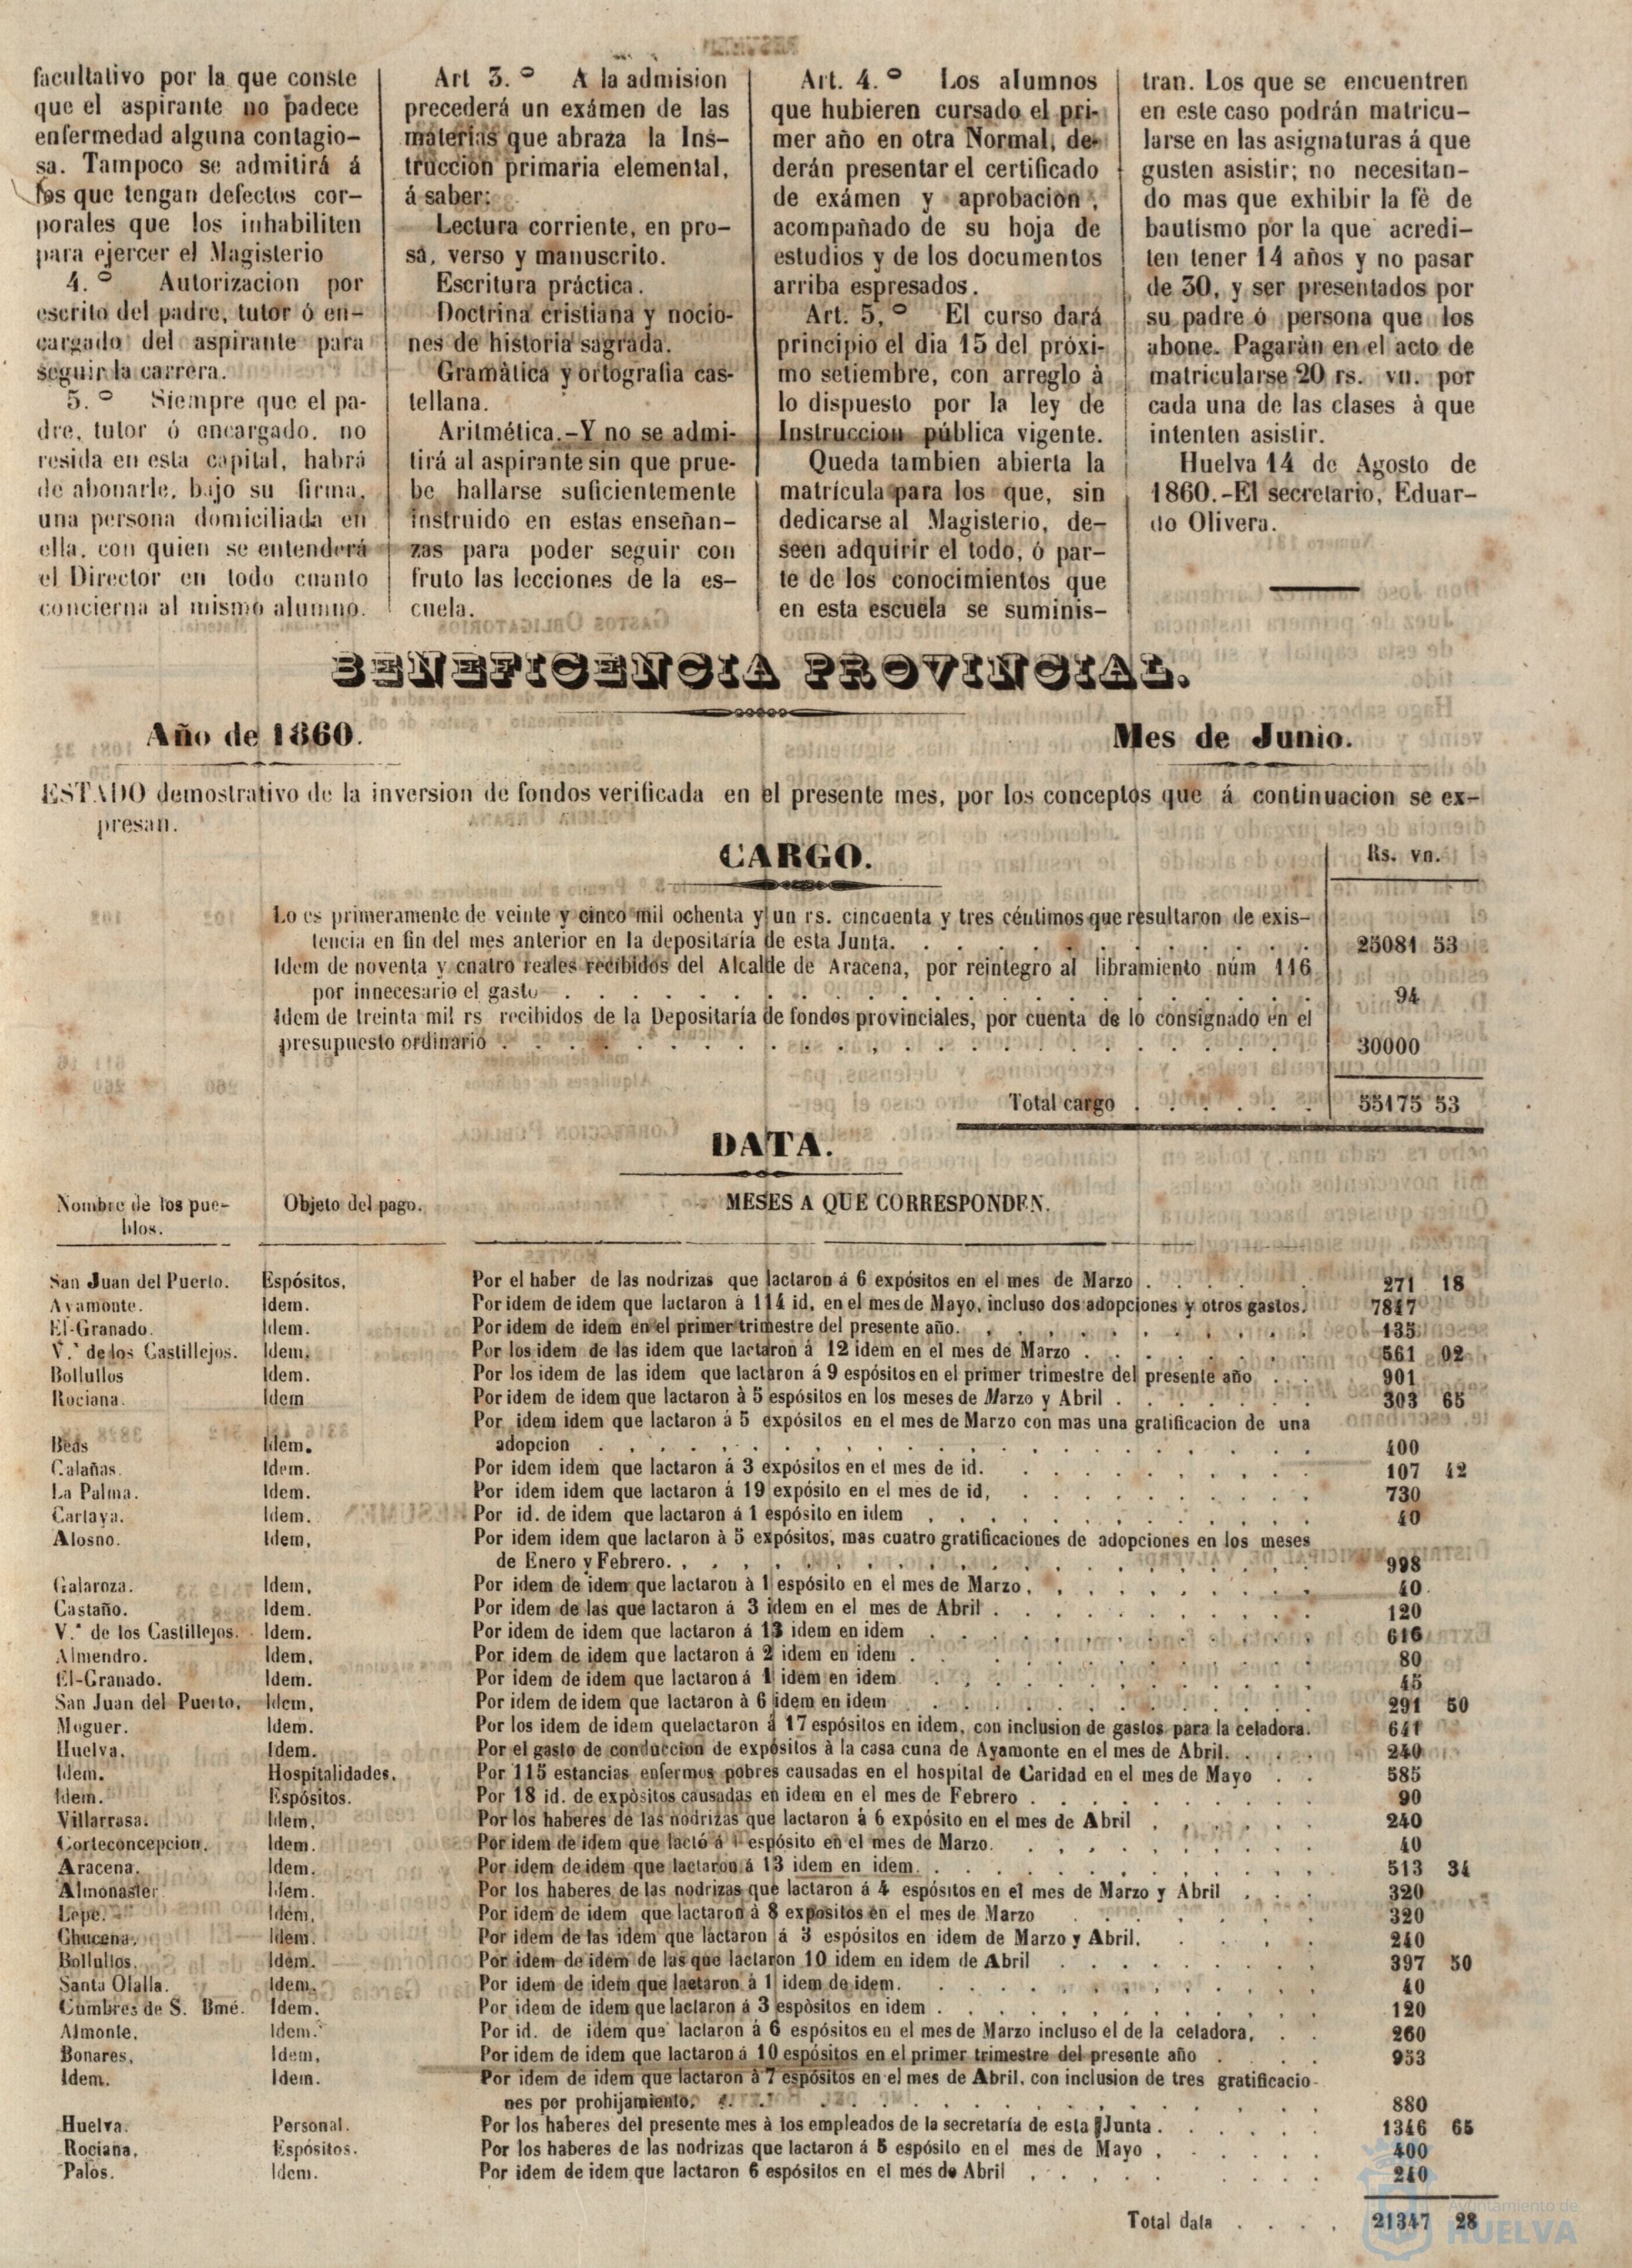 facultativo por la que conste
que el aspirante no padece
enfermedad alguna contagio-
sa. Tampoco se admitirá á
los que tengan defectos cor-
porales que los inhabiliten
para ejercer el Magisterio
4.º Autorizacion por
escrito del padre, tutor ó en-
cargado del aspirante para
seguir la carrera.
5.º Siempre que el pa-
dre, tutor ó encargado, no
resida en esta capital, habrá
de abonarle, bajo su firma,
una persona domiciliada en
ella, con quien se entenderá
el Director en todo cuanto
concierna al mismo alumno.
Art 3.º A la admision
precederá un exámen de las
materias que abraza la Ins-
truccion primaria elemental,
á saber:
Lectura corriente, en pro-
sa, verso y manuscrito.
Escritura práctica.
Doctrina cristiana y nocio-
nes de historia sagrada.
Gramàtica y ortografia cas-
tellana.
Aritmética.-Y no se admi-
tirá al aspirante sin que prue-
be hallarse suficientemente
instruido en estas enseñan-
zas para poder seguir con
fruto las lecciones de la es-
cuela.
Art. 4.º Los alumnos
que hubieren cursado el pri-
mer año en otra Normal, de-
derán presentar el certificado
de exámen y aprobacion,
acompañado de su hoja de
estudios y de los documentos
arriba espresados.
Art. 5,º El curso dará
principio el dia 15 del próxi-
mo setiembre, con arreglo à
lo dispuesto por la ley de
Instruccion pública vigente.
Queda tambien abierta la
matrícula para los que, sin
dedicarse al Magisterio, de-
seen adquirir el todo, ó par-
te de los conocimientos que
en esta escuela se suminis-
tran. Los que se encuentren
en este caso podrán matricu-
larse en las asignaturas á que
gusten asistir; no necesitan-
do mas que exhibir la fè de
bautismo por la que acredi-
ten tener 14 años y no pasar
de 30, y ser presentados por
su padre ó persona que los
abone. Pagaràn en el acto de
matricularse 20 rs. vn. por
cada una de las clases à que
intenten asistir.
Huelva 14 de Agosto de
1860.-El secretario, Eduar-
do Olivera.
BENEFICENCIA PROVINCIAL.
Año de 1860. Mes de Junio.
ESTADO demostrativo de la inversion de fondos verificada en el presente mes, por los conceptos que á continuacion se ex-
presan.
CARGO. Rs. vn.
Lo es primeramente de veinte y cinco mil ochenta y un rs. cincuenta y tres céntimos que resultaron de exis-
tencia en fin del mes anterior en la depositaría de esta Junta. 25081 53
Idem de noventa y cuatro reales recibidos del Alcalde de Aracena, por reintegro al libramiento núm 116
por innecesario el gasto 94
Idem de treinta mil rs recibidos de la Depositaría de fondos provinciales, por cuenta de lo consignado en el
presupuesto ordinario 30000
Total cargo 55175 53
DATA.
Nombre de los pue-
blos. Objeto del pago. MESES A QUE CORRESPONDEN.
San Juan del Puerto. Espósitos. Por el haber de las nodrizas que lactaron á 6 expósitos en el mes de Marzo 271 18
Ayamonte. Idem. Por idem de idem que lactaron à 114 id. en el mes de Mayo, incluso dos adopciones y otros gastos. 7847
El-Granado. Idem. Por idem de idem en el primer trimestre del presente año. 135
V.ª de los Castillejos. Idem. Por los idem de las idem que lactaron á 12 idem en el mes de Marzo 561 02
Bollullos Idem. Por los idem de las idem que lactaron á 9 espósitos en el primer trimestre del presente año 901
Rociana. Idem Por idem de idem que lactaron à 5 espósitos en los meses de Marzo y Abril 303 65
Por idem idem que lactaron á 5 expósitos en el mes de Marzo con mas una gratificacion de una
Beas Idem. adopcion 400
Calañas. Idem. Por idem idem que lactaron á 3 expósitos en el mes de id. 107 42
La Palma. Idem. Por idem idem que lactaron á 19 expósito en el mes de id, 730
Cartaya. Idem. Por id. de idem que lactaron á 1 espósito en idem 40
Alosno. Idem, Por idem idem que lactaron à 5 expósitos, mas cuatro gratificaciones de adopciones en los meses
de Enero y Febrero. 998
Galaroza. Idem, Por idem de idem que lactaron à 1 espósito en el mes de Marzo, 40
Castaño. Idem. Por idem de las que lactaron á 3 idem en el mes de Abril 120
V.ª de los Castillejos. Idem. Por idem de idem que lactaron á 13 idem en idem 616
Almendro. Idem, Por idem de idem que lactaron á 2 idem en idem 80
El-Granado. Idem. Por idem de idem que lactaron á 1 idem en idem 45
San Juan del Puerto, Idem, Por idem de idem que lactaron à 6 idem en idem 291 50
Moguer. Idem. Por los idem de idem que lactaron á 17 espósitos en idem, con inclusion de gastos para la celadora. 641
Huelva. Idem. Por el gasto de conduccion de expósitos à la casa cuna de Ayamonte en el mes de Abril. 240
Idem. Hospitalidades. Por 115 estancias enfermos pobres causadas en el hospital de Caridad en el mes de Mayo 585
Idem. Espósitos. Por 18 id. de expòsitos causadas en idem en el mes de Febrero 90
Villarrasa. Idem, Por los haberes de las nodrizas que lactaron á 6 expósito en el mes de Abril 240
Corteconcepcion. Idem. Por idem de idem que lactó á 1 espósito en el mes de Marzo. 40
Aracena. Idem. Por idem de idem que lactaron á 13 idem en idem. 513 34
Almonaster Idem. Por los haberes de las nodrizas que lactaron á 4 espósitos en el mes de Marzo y Abril 320
Lepe. Idem, Por idem de idem que lactaron à 8 expositos en el mes de Marzo 320
Chucena. Idem. Por idem de las idem que lactaron á 3 espósitos en idem de Marzo y Abril. 240
Bollullos. Idem. Por idem de idem de las que lactaron 10 idem en idem de Abril 397 50
Santa Olalla. Idem. Por idem de idem que lactaron à 1 idem de idem. 40
Cumbres de S. Bmé. Idem. Por idem de idem que lactaron á 3 espòsitos en idem 120
Almonte. Idem. Por id. de idem que lactaron á 6 espósitos en el mes de Marzo incluso el de la celadora, 260
Bonares, Idem, Por idem de idem que lactaron á 10 espósitos en el primer trimestre del presente año 953
Idem. Idem. Por idem de idem que lactaron à 7 espósitos en el mes de Abril, con inclusion de tres gratificacio-
nes por prohijamiento. 880
Huelva. Personal. Por los haberes del presente mes à los empleados de la secretaría de esta Junta 1346 65
Rociana, Espósitos. Por los haberes de las nodrizas que lactaron á 5 espósito en el mes de Mayo 400
Palos. Idem. Por idem de idem que lactaron 6 espósitos en el mes de Abril 240
Total data 21347 28
Ayuntamiento de
HUELVA